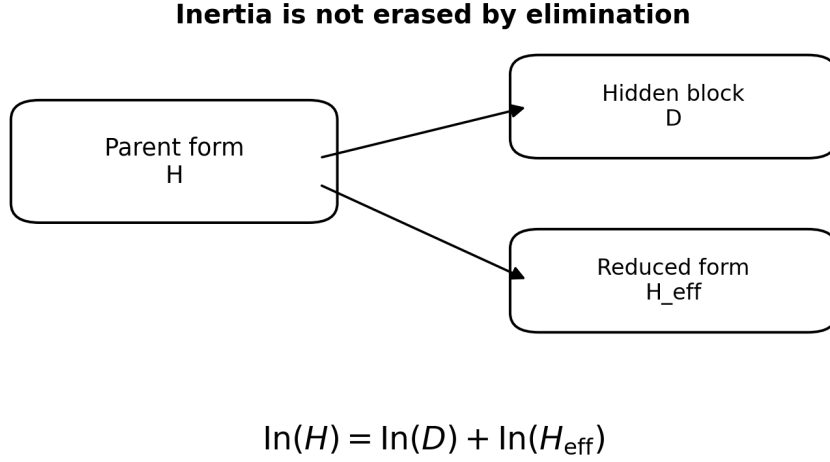 Inertia is not erased by elimination
Parent form
H
Hidden block
D
Reduced form
H_eff
In(H) = In(D) + In(H_eff)